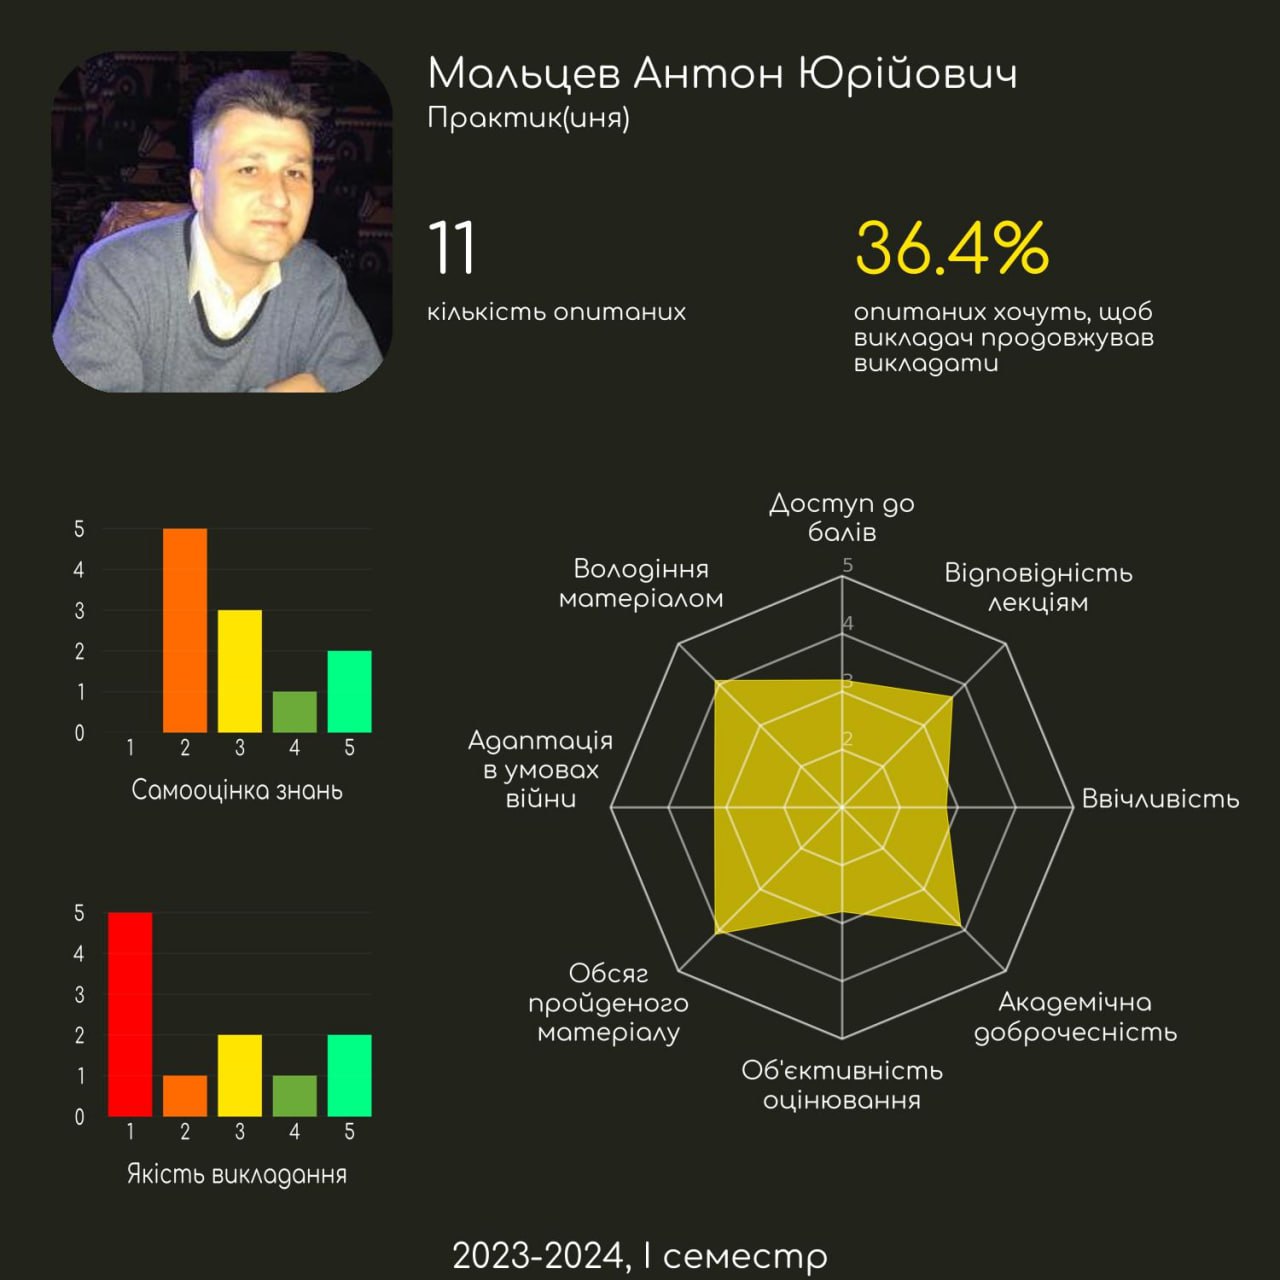 Мальцев Антон Юрійович
Практик(иня)
11
кількість опитаних
36.4%
опитаних хочуть, щоб
викладач продовжував
викладати
5
4
3
2
1
0
1 2 3 4 5
Самооцінка знань
5
4
3
2
1
0
1 2 3 4 5
Якість викладання
Доступ до
балів
Відповідність
лекціям
Ввічливість
Академічна
доброчесність
Об'єктивність
оцінювання
Обсяг
пройденого
матеріалу
Адаптація
в умовах
війни
Володіння
матеріалом
5
4
3
2
2023-2024, І семестр